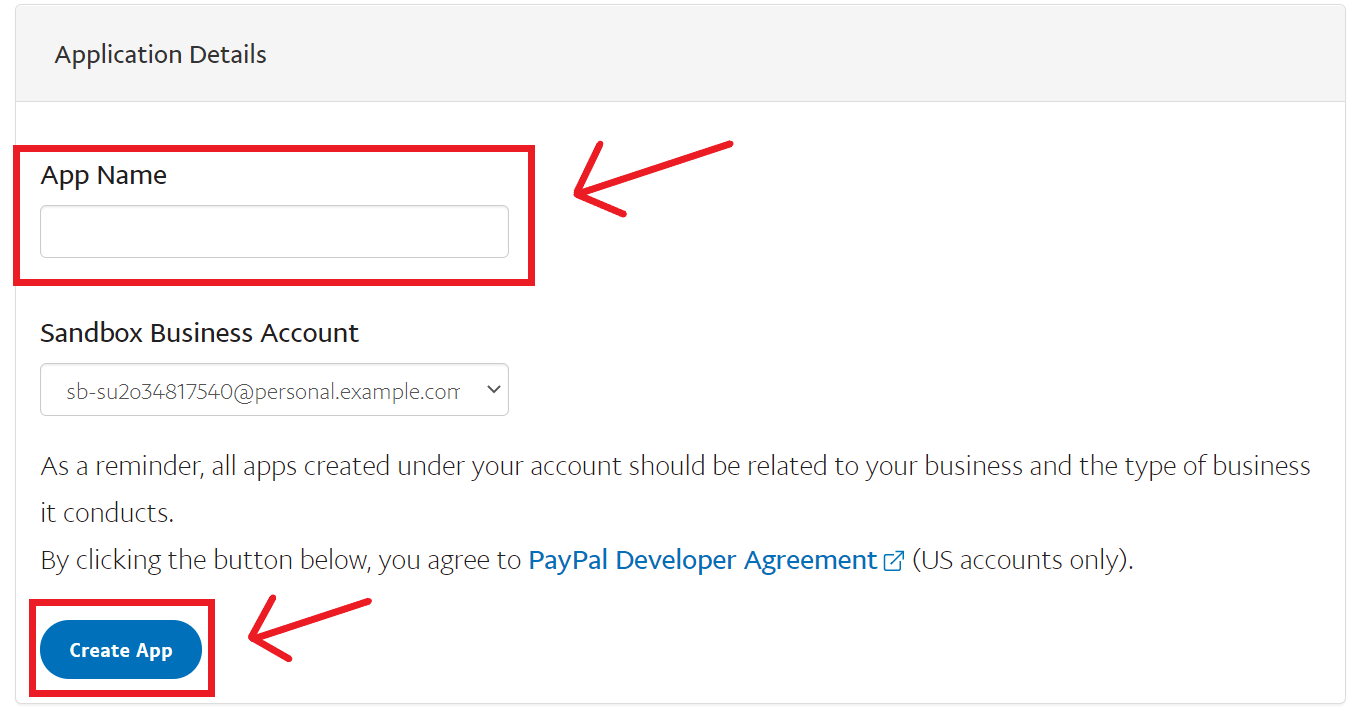 Application Details
App Name
Sandbox Business Account
sb-su2o34817540@personal.example.com
As a reminder, all apps created under your account should be related to your business and the type of business
it conducts.
By clicking the button below, you agree to PayPal Developer Agreement (US accounts only).
Create App